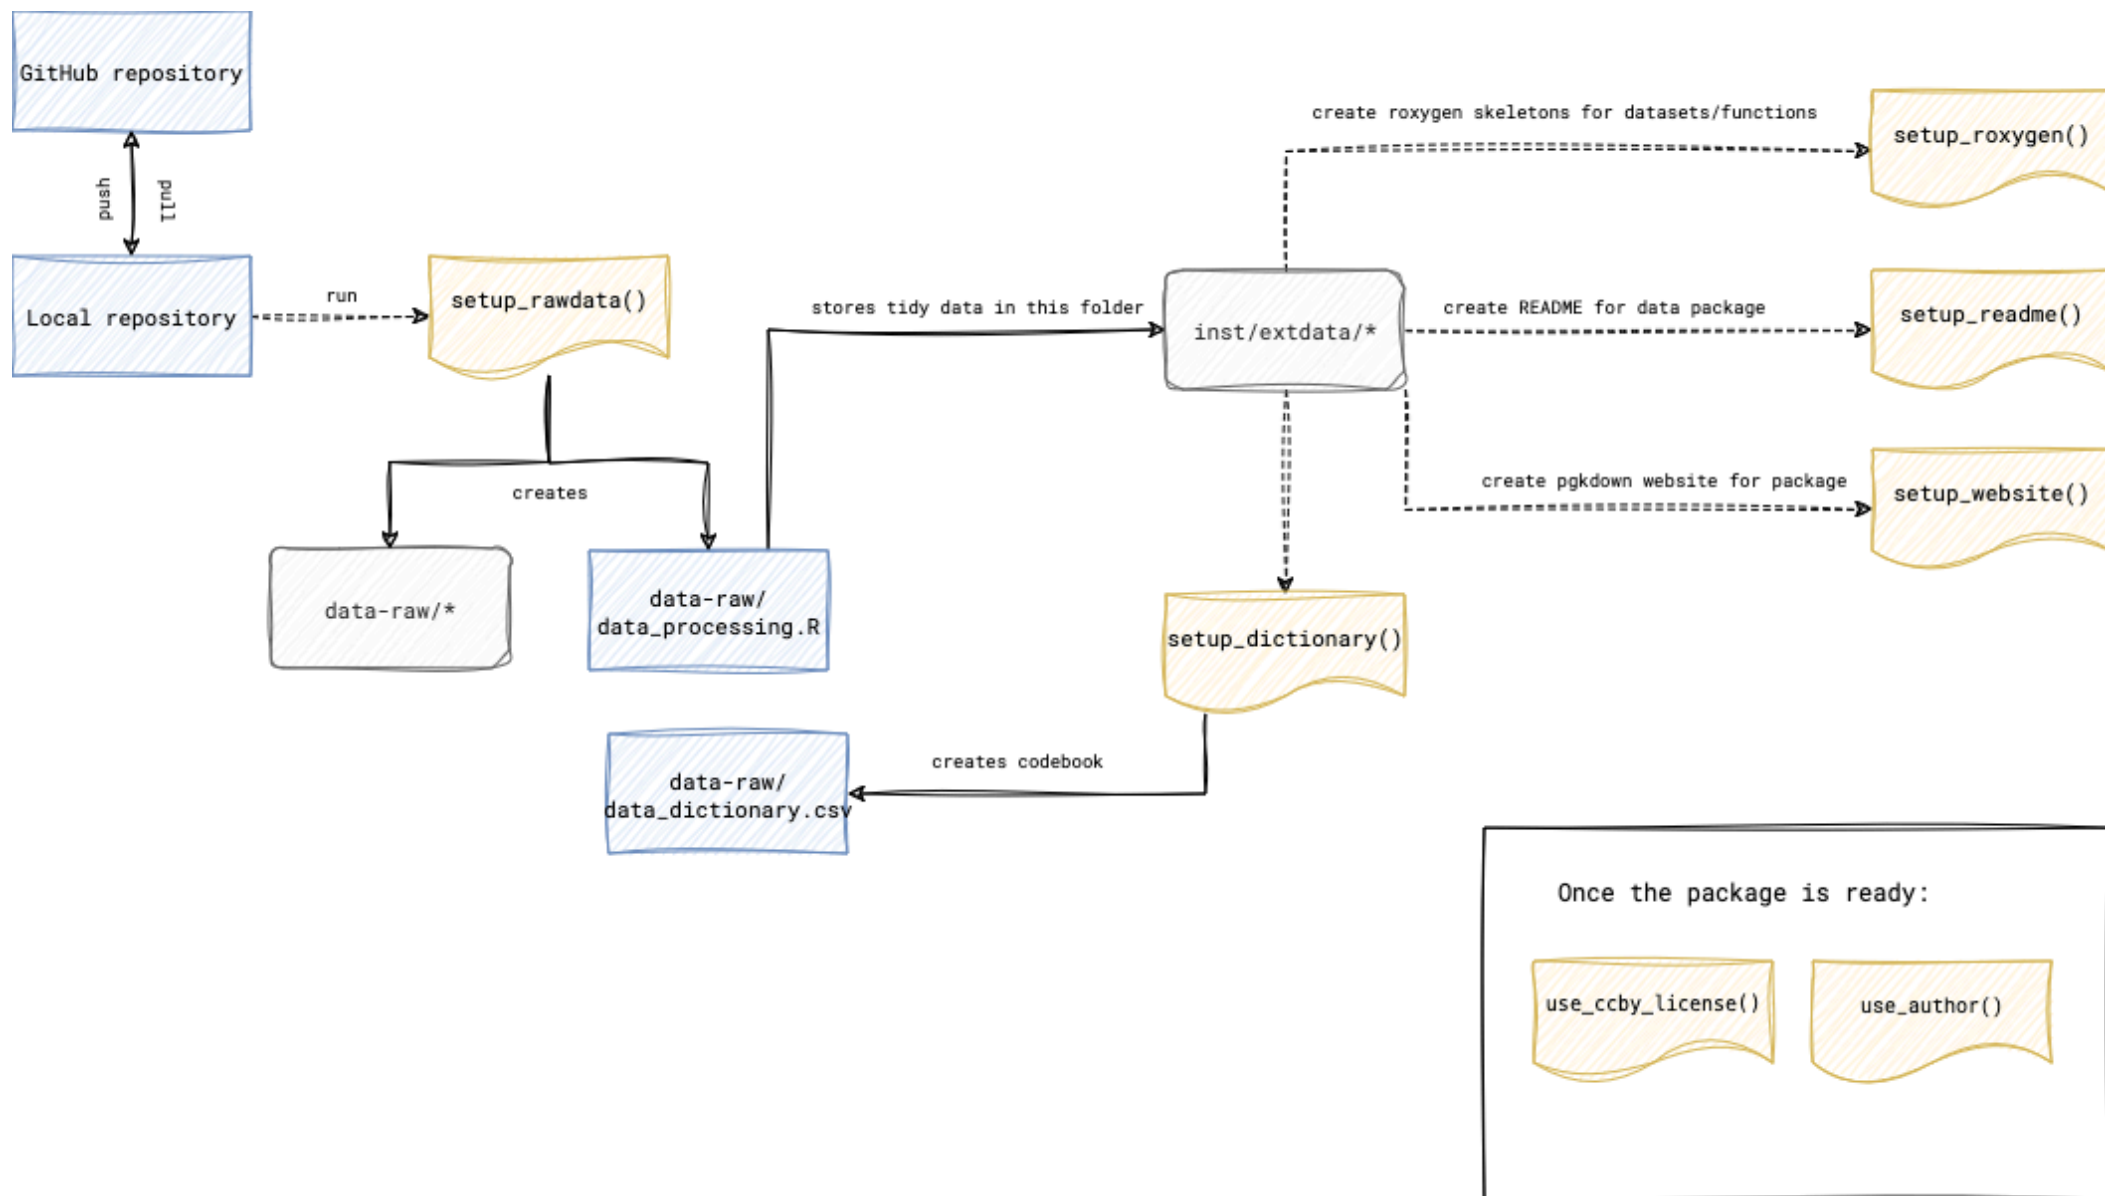 GitHub repository
push
pull
Local repository
run
setup_rawdata()
creates
data-raw/*
data-raw/
data_processing.R
stores tidy data in this folder
inst/extdata/*
create roxygen skeletons for datasets/functions
setup_roxygen()
create README for data package
setup_readme()
create pgkdown website for package
setup_website()
setup_dictionary()
creates codebook
data-raw/
data_dictionary.csv
Once the package is ready:
use_ccby_license()
use_author()